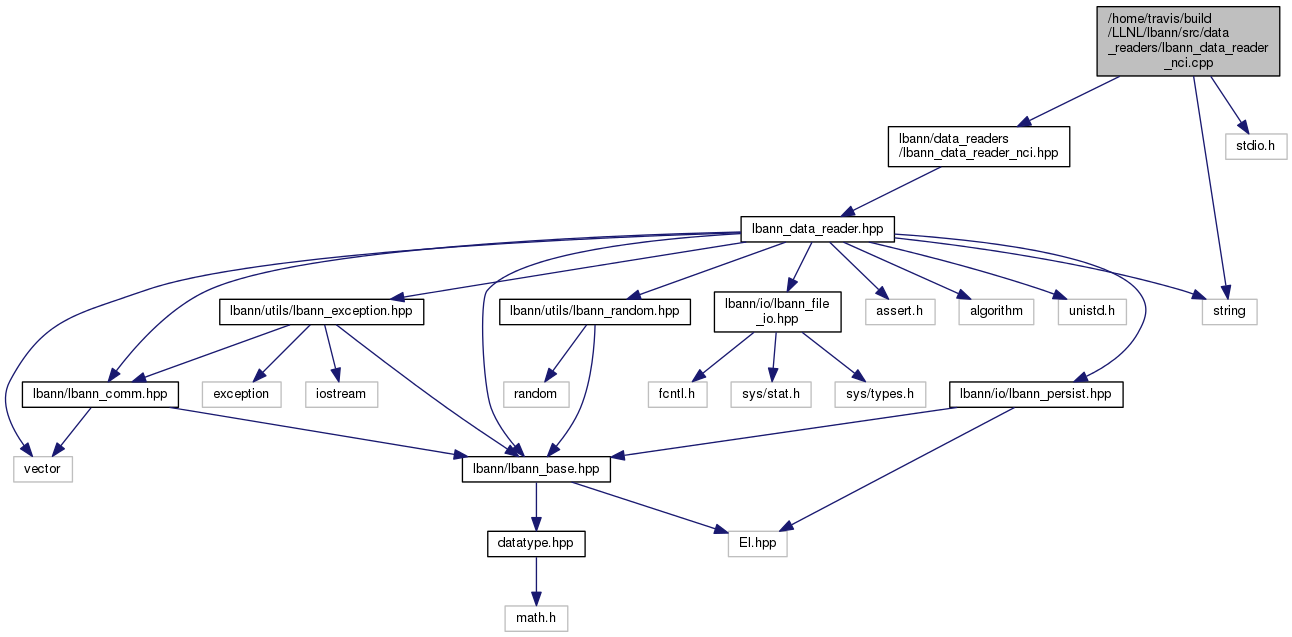 /home/travis/build
/LLNL/lbann/src/data
_readers/lbann_data_reader
_nci.cpp
lbann/data_readers
/lbann_data_reader_nci.hpp
stdio.h
lbann_data_reader.hpp
lbann/utils/lbann_exception.hpp
lbann/utils/lbann_random.hpp
lbann/io/lbann_file
_io.hpp
assert.h
algorithm
unistd.h
string
lbann/lbann_comm.hpp
exception
iostream
random
fcntl.h
sys/stat.h
sys/types.h
lbann/io/lbann_persist.hpp
vector
lbann/lbann_base.hpp
datatype.hpp
El.hpp
math.h